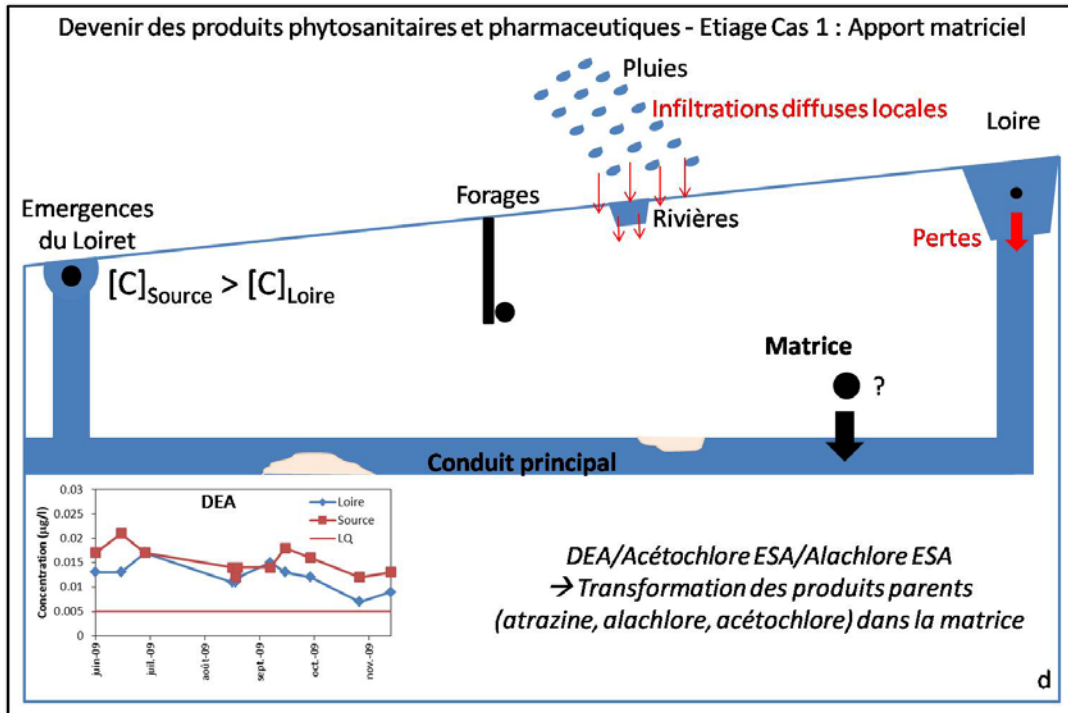 Devenir des produits phytosanitaires et pharmaceutiques - Etiage Cas 1 : Apport matriciel
Pluies
Infiltrations diffuses locales
Loire
Forages
Emergences
du Loiret
Rivières
Pertes
[C]Source > [C]Loire
Matrice
?
Conduit principal
DEA
Loire
Source
LQ
Concentration (µg/l)
0.03
0.025
0.02
0.015
0.01
0.005
0
juin-09
juil.-09
août-09
sept.-09
oct.-09
nov.-09
DEA/Acétochlore ESA/Alachlore ESA
→ Transformation des produits parents
(atrazine, alachlore, acétochlore) dans la matrice
d